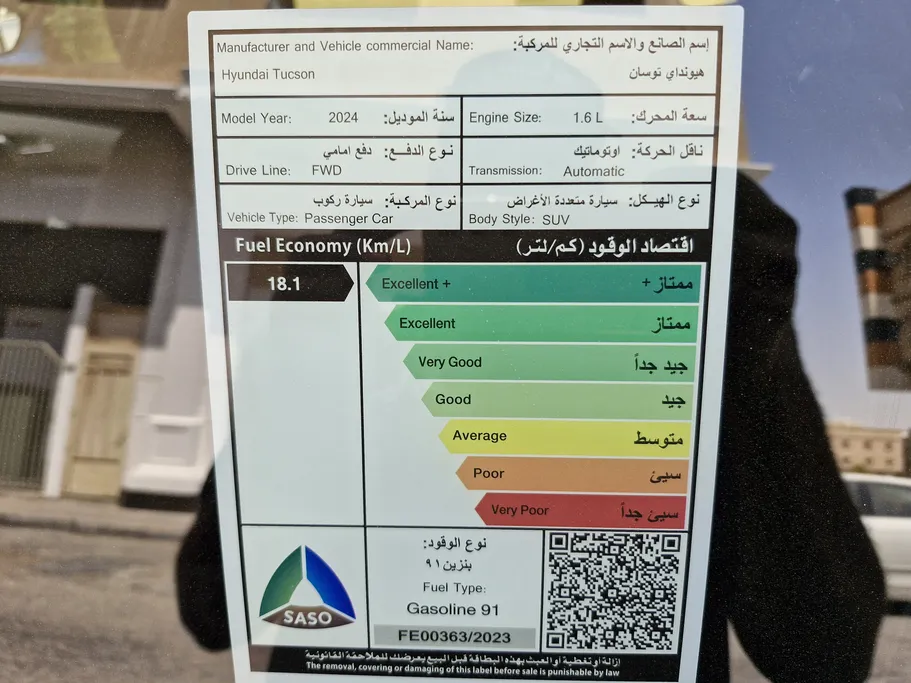 Manufacturer and Vehicle commercial Name: إسم الصانع والاسم التجاري للمركبة:
Hyundai Tucson هيونداي توسان
Model Year: 2024 سنة الموديل:
Engine Size: 1.6 L سعة المحرك:
نوع الدفع: دفع امامي
Drive Line: FWD
ناقل الحركة: اوتوماتيك
Transmission: Automatic
نوع المركبة: سيارة ركوب
Vehicle Type: Passenger Car
نوع الهيكل: سيارة متعددة الأغراض
Body Style: SUV
Fuel Economy (Km/L) اقتصاد الوقود (كم/لتر)
18.1
Excellent + ممتاز +
Excellent ممتاز
Very Good جيد جداً
Good جيد
Average متوسط
Poor سيئ
Very Poor سيئ جداً
SASO
نوع الوقود:
بنزين ٩١
Fuel Type:
Gasoline 91
FE00363/2023
إزالة أو تغطية أو العبث بهذه البطاقة قبل البيع يعرضك للملاحقة القانونية
The removal, covering or damaging of this label before sale is punishable by law